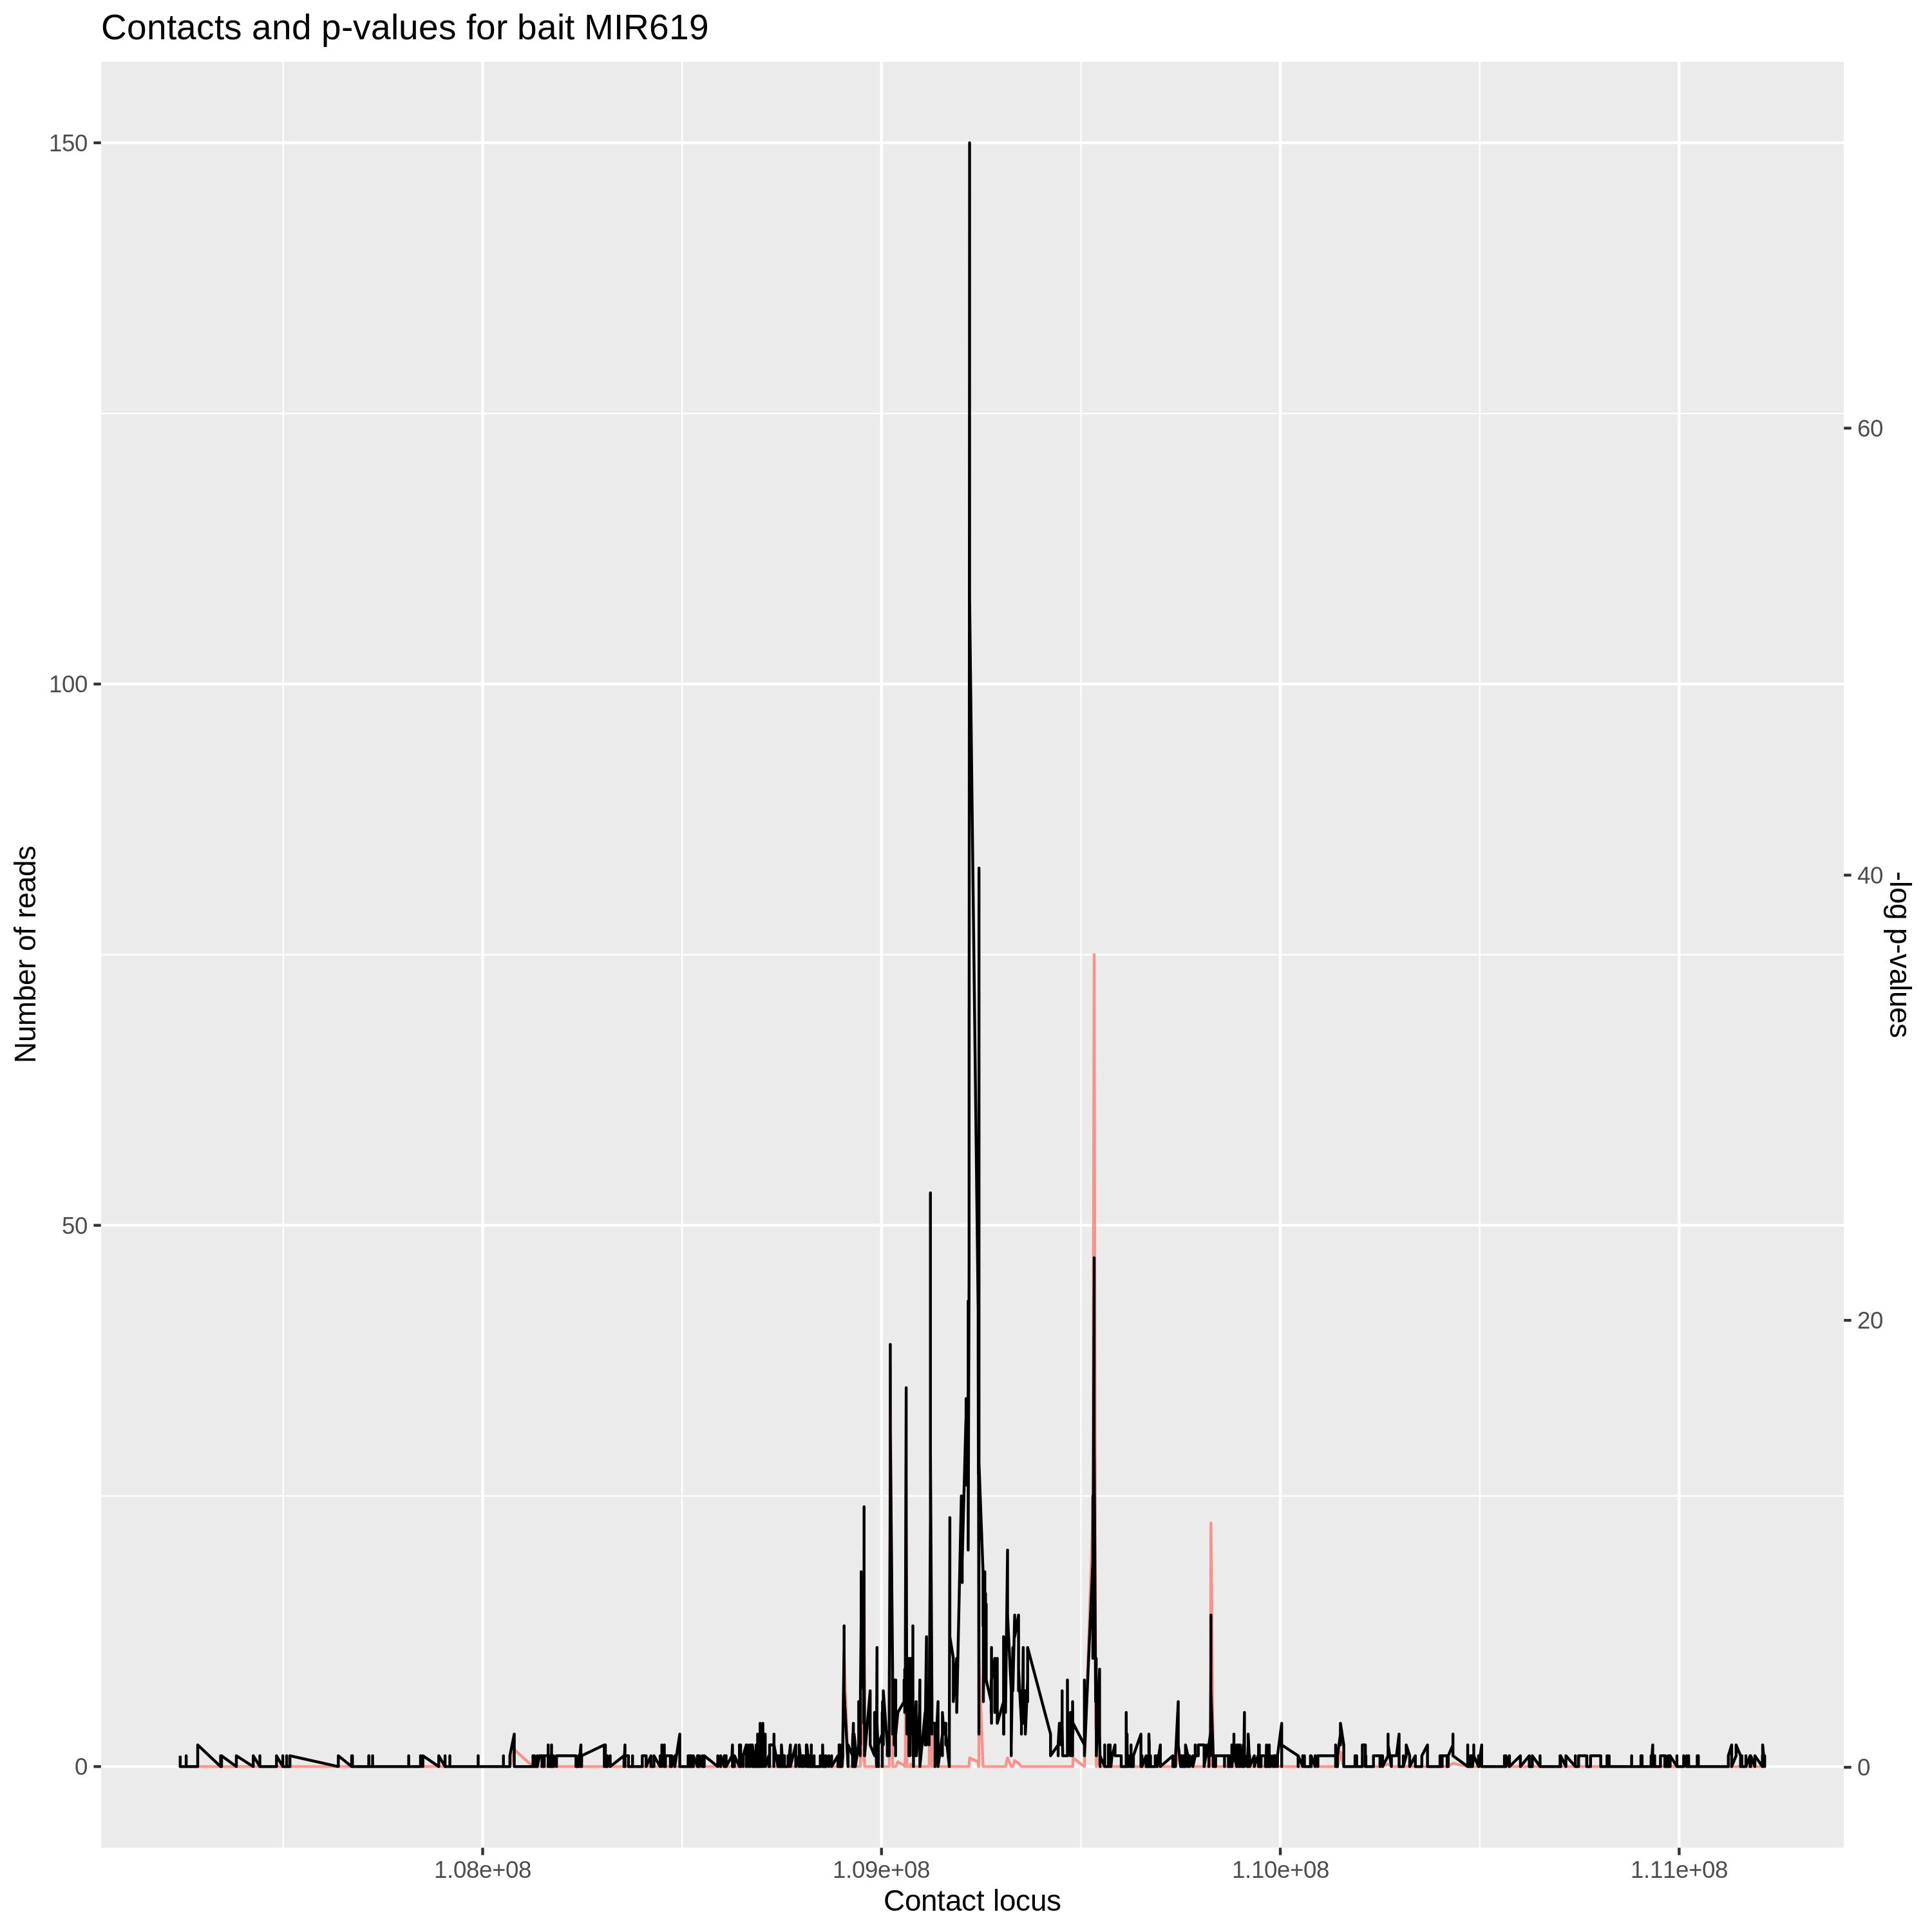 Contacts and p-values for bait MIR619
150
100
50
0
Number of reads
60
40
20
0
-log p-values
1.08e+08
1.09e+08
1.10e+08
1.11e+08
Contact locus